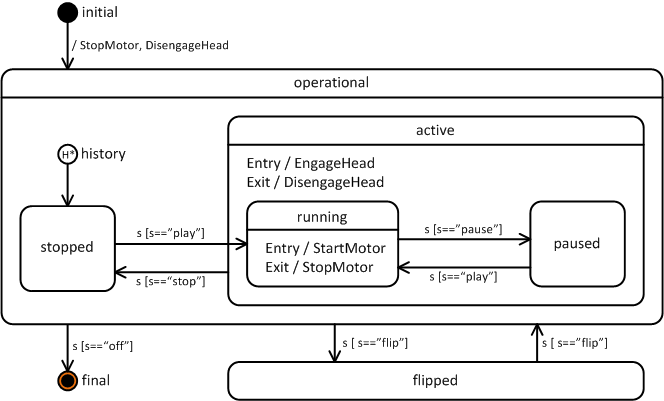 initial
/ StopMotor, DisengageHead
operational
active
Entry / EngageHead
Exit / DisengageHead
H* history
running
stopped
s [s==”play”]
Entry / StartMotor
Exit / StopMotor
s [s==”pause”]
paused
s [s==“stop”]
s [s==“play”]
s [s==“off”]
s [ s==“flip”]
s [ s==“flip”]
final
flipped